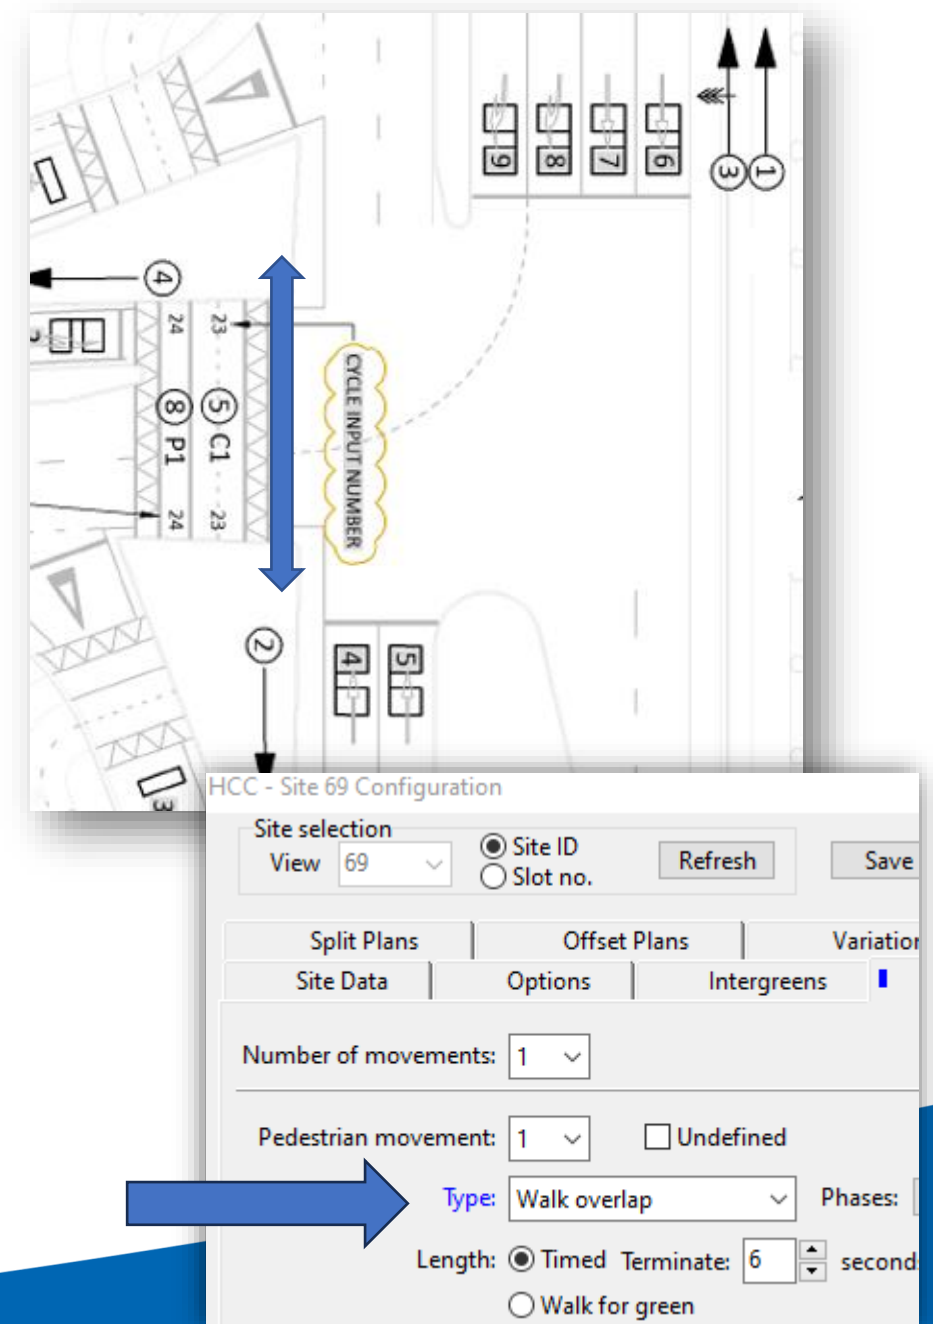 9
8
7
6
3
1
4
24
23
CYCLE INPUT NUMBER
8 P1
5 C1
24
23
2
4
5
3
HCC - Site 69 Configuration
Site selection
View 69
Site ID
Slot no.
Refresh
Save
Split Plans
Offset Plans
Variation
Site Data
Options
Intergreens
Number of movements: 1
Pedestrian movement: 1
Undefined
Type: Walk overlap
Phases:
Length: Timed Terminate: 6 seconds
Walk for green